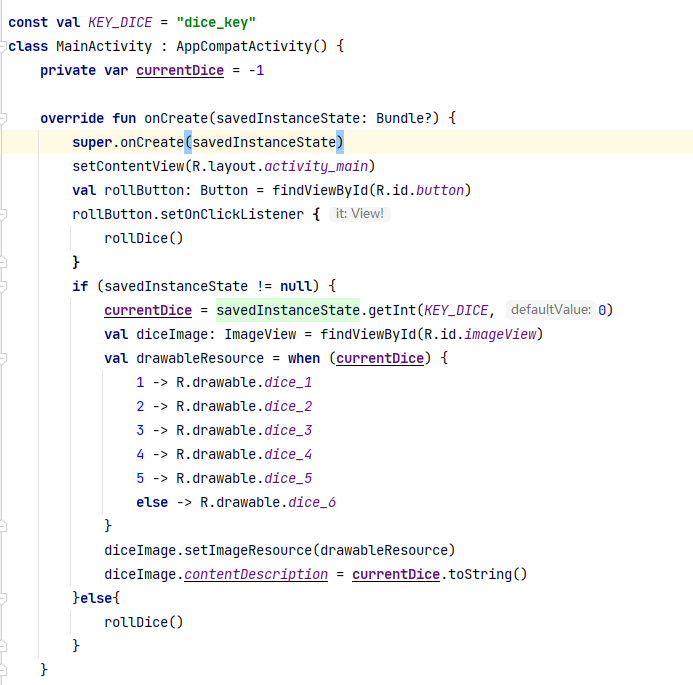 const val KEY_DICE = "dice_key"
class MainActivity : AppCompatActivity() {
    private var currentDice = -1

    override fun onCreate(savedInstanceState: Bundle?) {
        super.onCreate(savedInstanceState)
        setContentView(R.layout.activity_main)
        val rollButton: Button = findViewById(R.id.button)
        rollButton.setOnClickListener { it: View!
            rollDice()
        }
        if (savedInstanceState != null) {
            currentDice = savedInstanceState.getInt(KEY_DICE, defaultValue: 0)
            val diceImage: ImageView = findViewById(R.id.imageView)
            val drawableResource = when (currentDice) {
                1 -> R.drawable.dice_1
                2 -> R.drawable.dice_2
                3 -> R.drawable.dice_3
                4 -> R.drawable.dice_4
                5 -> R.drawable.dice_5
                else -> R.drawable.dice_6
            }
            diceImage.setImageResource(drawableResource)
            diceImage.contentDescription = currentDice.toString()
        }else{
            rollDice()
        }
    }